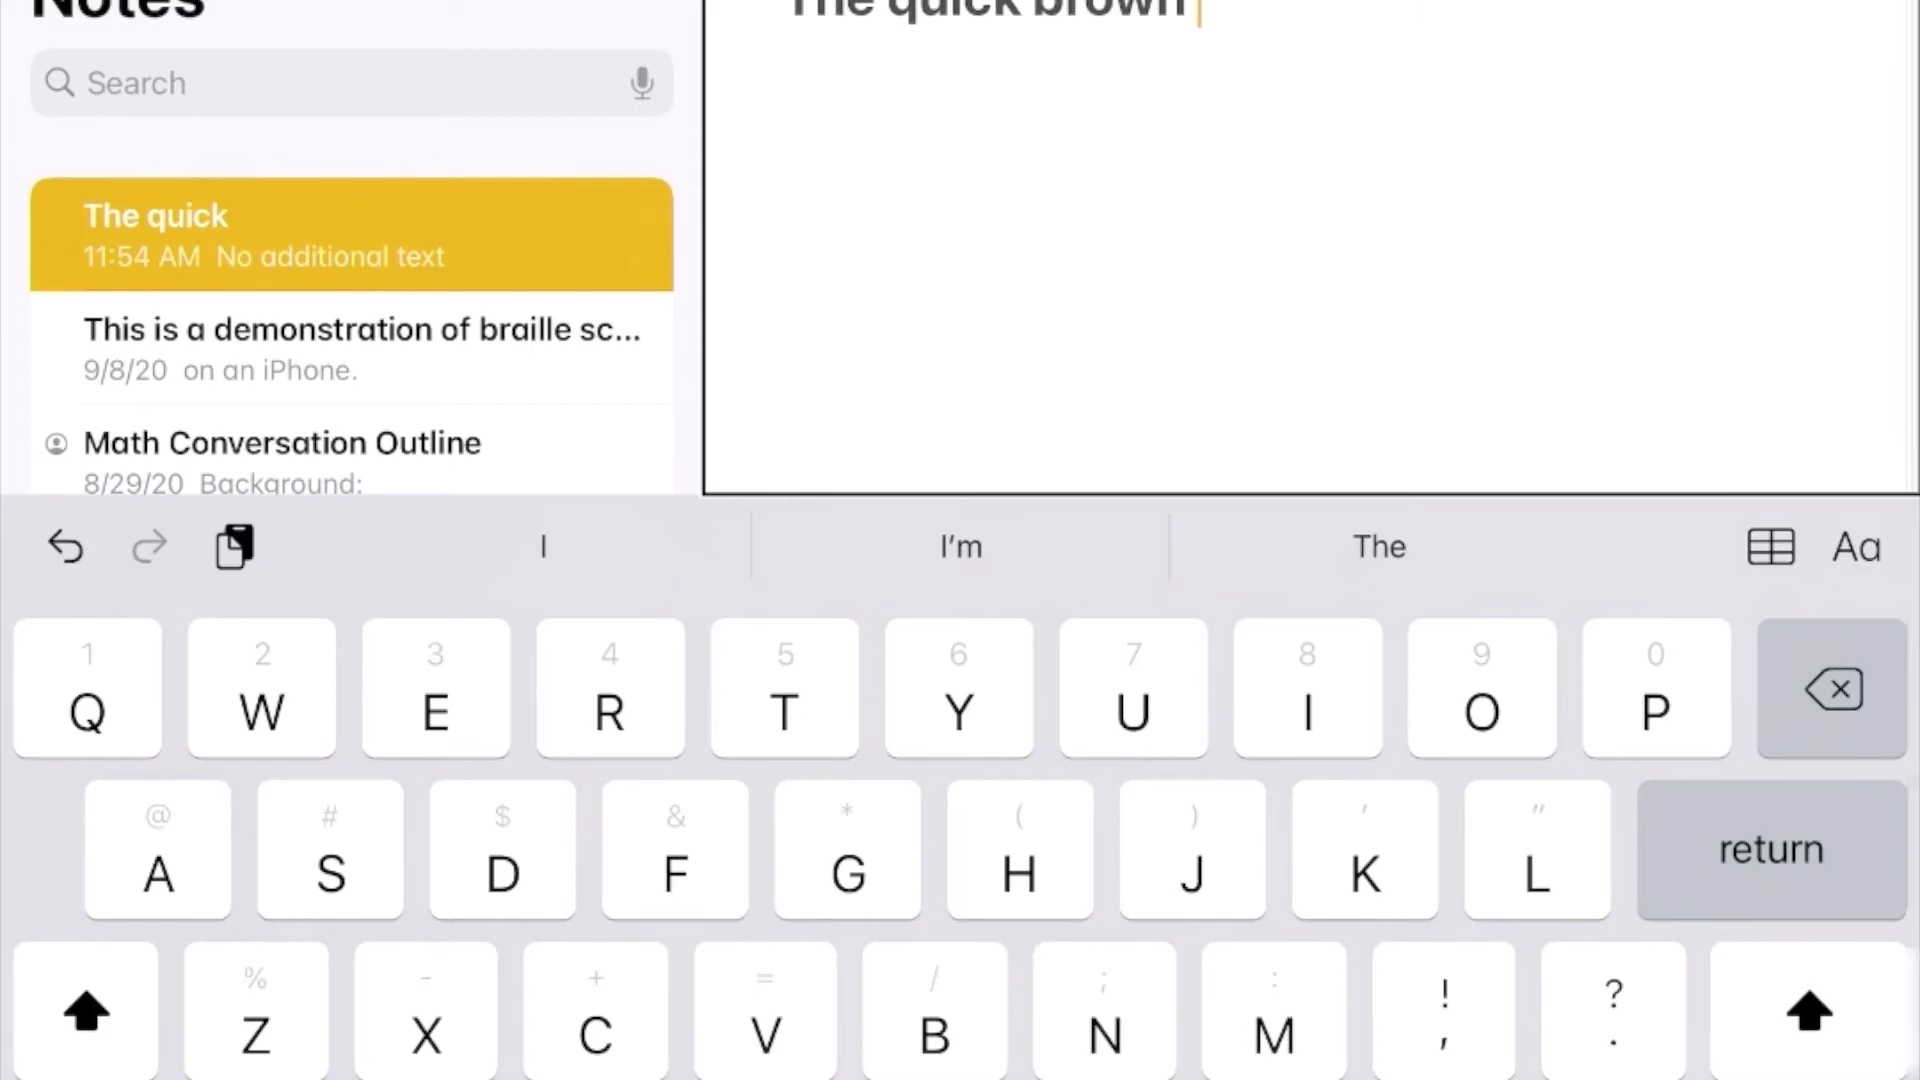 Notes
The quick brown
Search
The quick
11:54 AM No additional text
This is a demonstration of braille sc...
9/8/20 on an iPhone.
Math Conversation Outline
8/29/20 Background:
I
I'm
The
Aa
1 2 3 4 5 6 7 8 9 0
Q W E R T Y U I O P
@ # $ & * ( ) ' "
A S D F G H J K L return
% - + = / ; : ! ?
Z X C V B N M , .